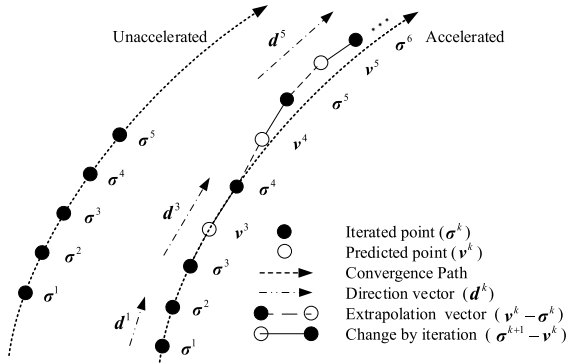 Unaccelerated
d⁵
σ⁶
Accelerated
v⁵
σ⁵
σ⁵
v⁴
σ⁴
σ⁴
d³
σ³
v³
σ³
σ²
σ²
σ¹
d¹
σ¹
Iterated point (σᵏ)
Predicted point (vᵏ)
Convergence Path
Direction vector (dᵏ)
Extrapolation vector (vᵏ − σᵏ)
Change by iteration (σᵏ⁺¹ − vᵏ)